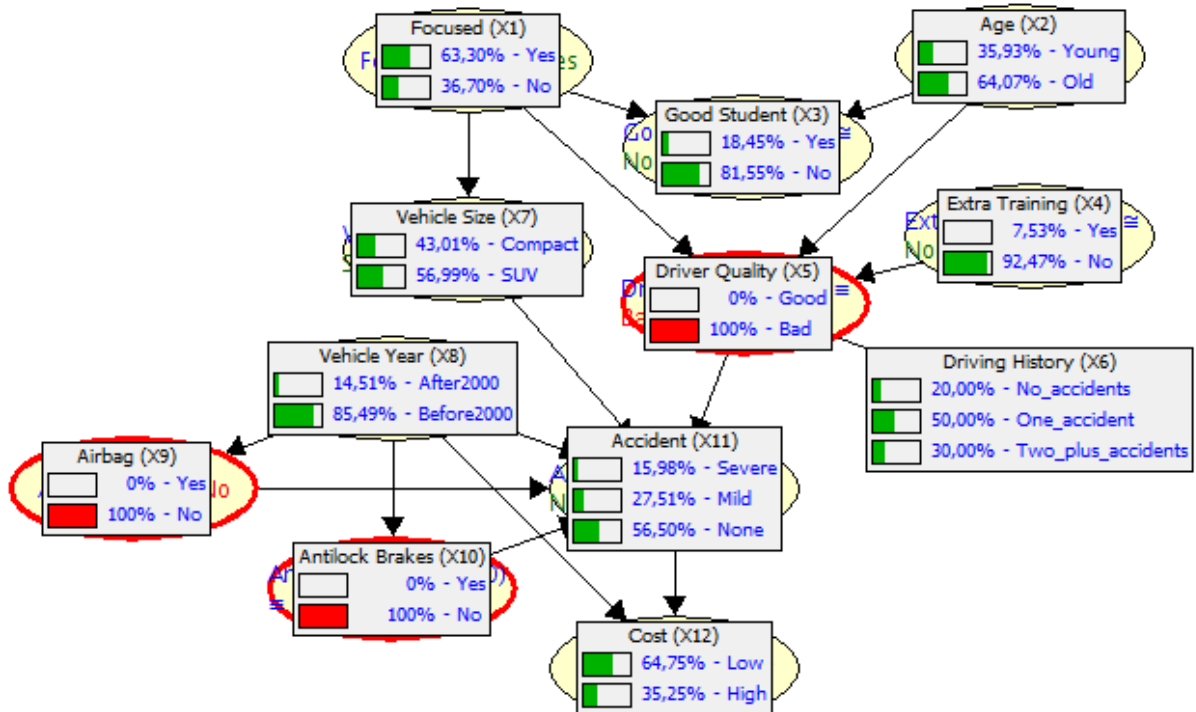 Focused (X1)
63,30% - Yes
36,70% - No
Age (X2)
35,93% - Young
64,07% - Old
Good Student (X3)
18,45% - Yes
81,55% - No
No
Vehicle Size (X7)
43,01% - Compact
56,99% - SUV
Extra Training (X4)
7,53% - Yes
92,47% - No
No
Driver Quality (X5)
0% - Good
100% - Bad
Vehicle Year (X8)
14,51% - After2000
85,49% - Before2000
Driving History (X6)
20,00% - No_accidents
50,00% - One_accident
30,00% - Two_plus_accidents
Airbag (X9)
0% - Yes
100% - No
Accident (X11)
15,98% - Severe
27,51% - Mild
56,50% - None
Antilock Brakes (X10)
0% - Yes
100% - No
Cost (X12)
64,75% - Low
35,25% - High